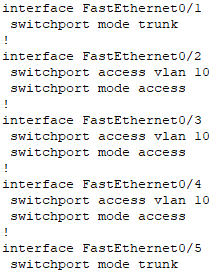 interface FastEthernet0/1
 switchport mode trunk
!
interface FastEthernet0/2
 switchport access vlan 10
 switchport mode access
!
interface FastEthernet0/3
 switchport access vlan 10
 switchport mode access
!
interface FastEthernet0/4
 switchport access vlan 10
 switchport mode access
!
interface FastEthernet0/5
 switchport mode trunk